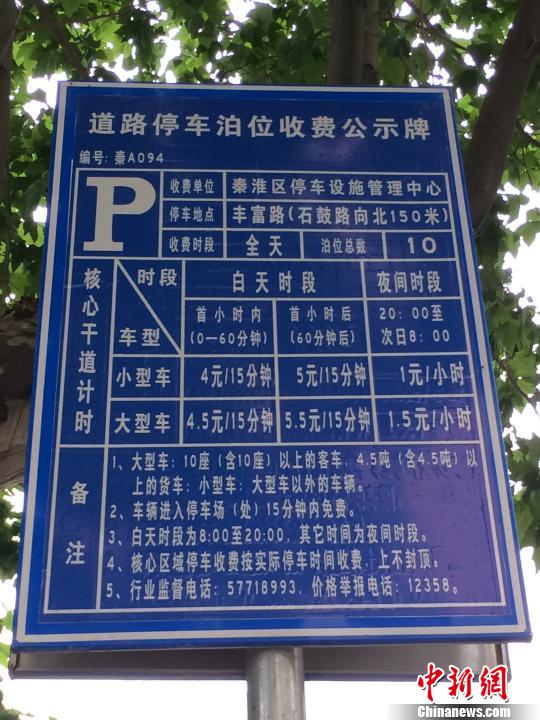 道路停车泊位收费公示牌
编号: 秦A094
P
收费单位 秦淮区停车设施管理中心
停车地点 丰富路(石鼓路向北150米)
收费时段 全天 泊位总数 10
核心干道计时
时段 车型 白天时段 夜间时段
首小时内 (0—60分钟) 首小时后 (60分钟后) 20:00至 次日8:00
小型车 4元/15分钟 5元/15分钟 1元/小时
大型车 4.5元/15分钟 5.5元/15分钟 1.5元/小时
备注
1、大型车:10座(含10座)以上的客车,4.5吨(含4.5吨)以
上的货车;小型车:大型车以外的车辆。
2、车辆进入停车场(处)15分钟内免费。
3、白天时段为8:00至20:00,其它时间为夜间时段。
4、核心区域停车收费按实际停车时间收费,上不封顶。
5、行业监督电话:57718993,价格举报电话:12358。
中新网
Chinanews.com